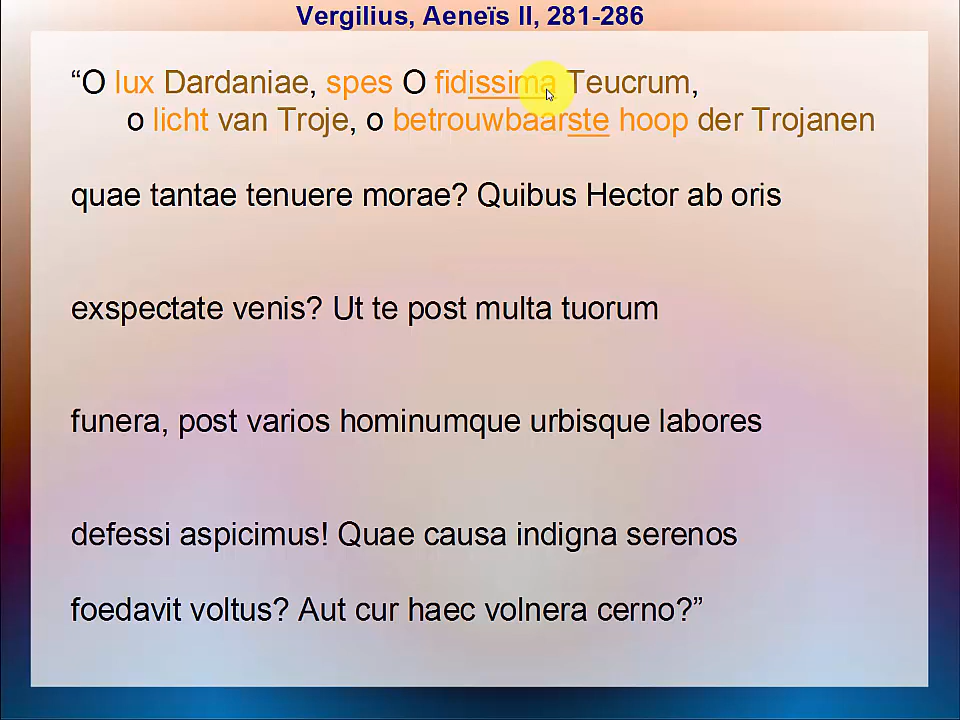 Vergilius, Aeneïs II, 281-286
“O lux Dardaniae, spes O fidissima Teucrum,
o licht van Troje, o betrouwbaarste hoop der Trojanen
quae tantae tenuere morae? Quibus Hector ab oris
exspectate venis? Ut te post multa tuorum
funera, post varios hominumque urbisque labores
defessi aspicimus! Quae causa indigna serenos
foedavit voltus? Aut cur haec volnera cerno?”